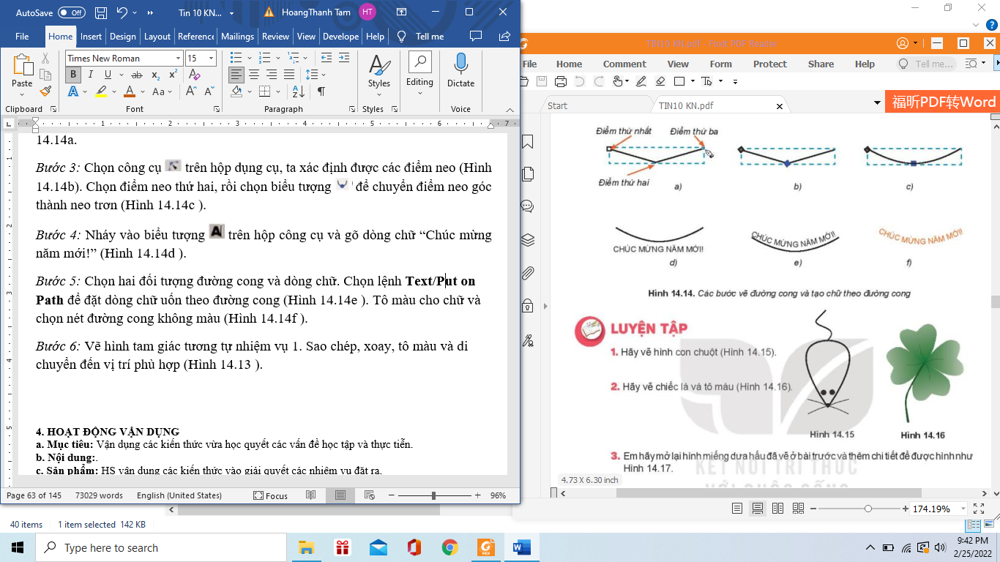 AutoSave Off Tin 10 KN... HoangThanh Tam HT
File Home Insert Design Layout Reference Mailings Review View Develope Help Tell me
Times New Roman 15
Paste
B I U ab x₂ x²
A A Aa A A
Styles
Editing
Dictate
Clipboard Font Paragraph Styles Voice
1 2 3 4 5 6 7
14.14a.
Bước 3: Chọn công cụ trên hộp dụng cụ, ta xác định được các điểm neo (Hình
14.14b). Chọn điểm neo thứ hai, rồi chọn biểu tượng để chuyển điểm neo góc
thành neo trơn (Hình 14.14c ).
Bước 4: Nháy vào biểu tượng A trên hộp công cụ và gõ dòng chữ “Chúc mừng
năm mới!” (Hình 14.14d ).
Bước 5: Chọn hai đối tượng đường cong và dòng chữ. Chọn lệnh Text/Put on
Path để đặt dòng chữ uốn theo đường cong (Hình 14.14e ). Tô màu cho chữ và
chọn nét đường cong không màu (Hình 14.14f ).
Bước 6: Vẽ hình tam giác tương tự nhiệm vụ 1. Sao chép, xoay, tô màu và di
chuyển đến vị trí phù hợp (Hình 14.13 ).
4. HOẠT ĐỘNG VẬN DỤNG
a. Mục tiêu: Vận dụng các kiến thức vừa học quyết các vấn đề học tập và thực tiễn.
b. Nội dung:.
c. Sản phẩm: HS vận dụng các kiến thức vào giải quyết các nhiệm vụ đặt ra.
Page 63 of 145 73029 words English (United States) Focus 96%
40 items 1 item selected 142 KB
TIN10 KN.pdf - Foxit PDF Reader
File Home Comment View Form Protect Share Help Tell me...
Start TIN10 KN.pdf
福昕PDF转Word
Điểm thứ nhất Điểm thứ ba
Điểm thứ hai
a) b) c)
CHÚC MỪNG NĂM MỚI!
CHÚC MỪNG NĂM MỚI!
CHÚC MỪNG NĂM MỚI!
d) e) f)
Hình 14.14. Các bước vẽ đường cong và tạo chữ theo đường cong
LUYỆN TẬP
1. Hãy vẽ hình con chuột (Hình 14.15).
2. Hãy vẽ chiếc lá và tô màu (Hình 14.16).
Hình 14.15 Hình 14.16
3. Em hãy mở lại hình miếng dưa hấu đã vẽ ở bài trước và thêm chi tiết để được hình như
Hình 14.17.
KẾT NỐI TRI THỨC
VỚI CUỘC SỐNG
4.73 X 6.30 inch
174.19%
Type here to search
9:42 PM
2/25/2022